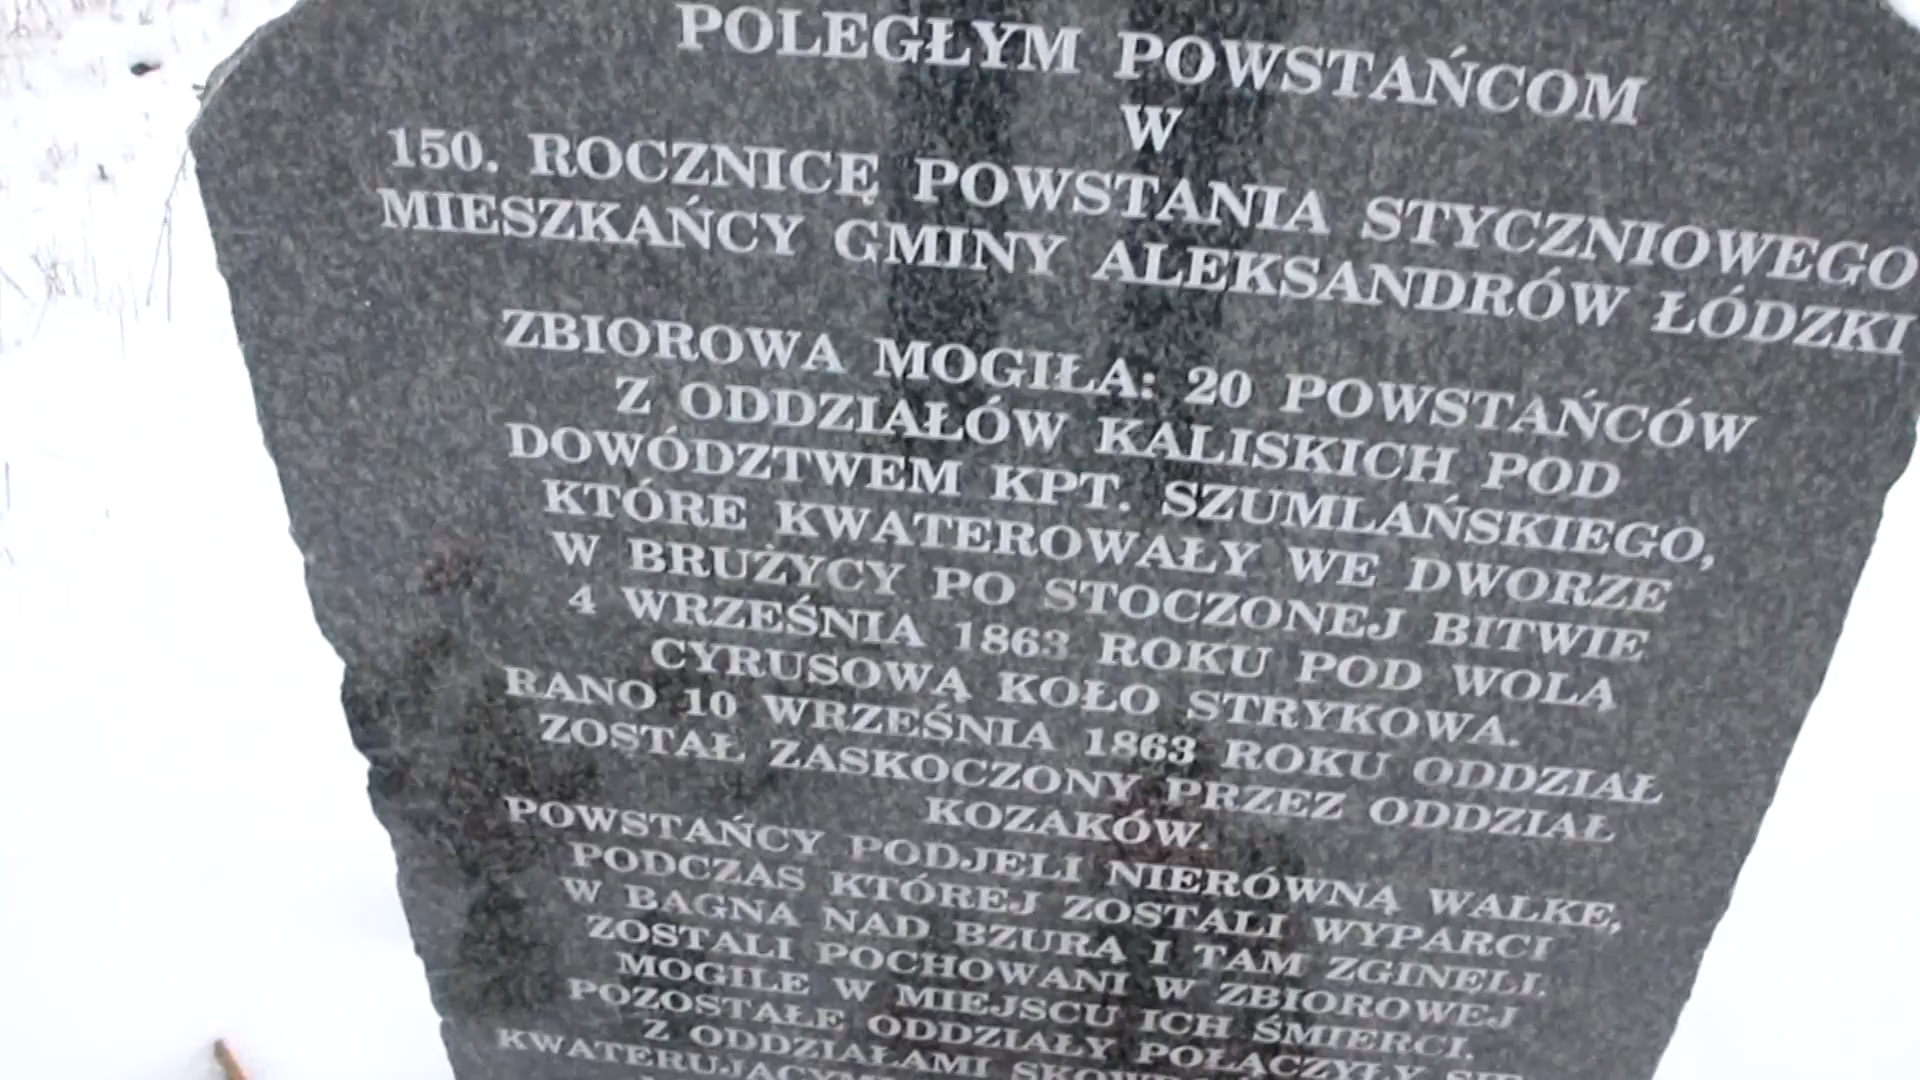 POLEGŁYM POWSTAŃCOM
W
150. ROCZNICĘ POWSTANIA STYCZNIOWEGO
MIESZKAŃCY GMINY ALEKSANDRÓW ŁÓDZKI
ZBIOROWA MOGIŁA: 20 POWSTAŃCÓW
Z ODDZIAŁÓW KALISKICH POD
DOWÓDZTWEM KPT. SZUMLAŃSKIEGO,
KTÓRE KWATEROWAŁY WE DWORZE
W BRUŻYCY PO STOCZONEJ BITWIE
4 WRZEŚNIA 1863 ROKU POD WOLĄ
CYRUSOWĄ KOŁO STRYKOWA.
RANO 10 WRZEŚNIA 1863 ROKU ODDZIAŁ
ZOSTAŁ ZASKOCZONY PRZEZ ODDZIAŁ
KOZAKÓW.
POWSTAŃCY PODJELI NIERÓWNĄ WALKE,
PODCZAS KTÓREJ ZOSTALI WYPARCI
W BAGNA NAD BZURĄ I TAM ZGINELI.
ZOSTALI POCHOWANI W ZBIOROWEJ
MOGILE W MIEJSCU ICH ŚMIERCI.
POZOSTAŁE ODDZIAŁY POŁĄCZYŁY SIĘ
Z ODDZIAŁAMI